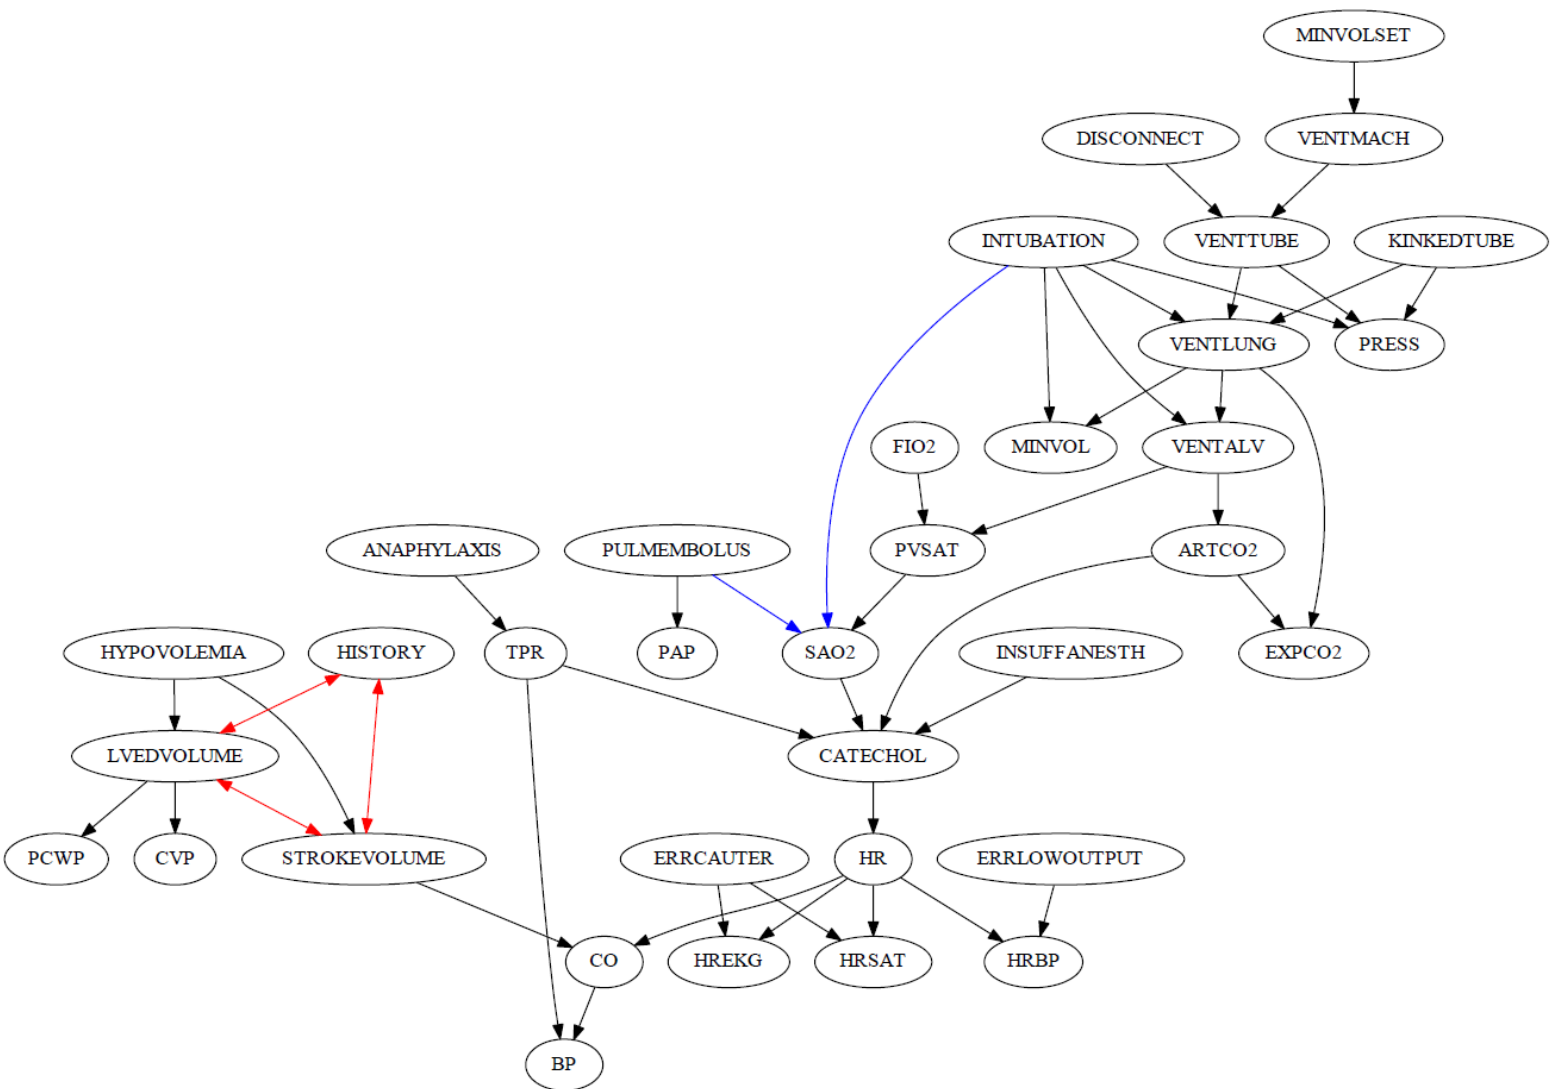 MINVOLSET
DISCONNECT
VENTMACH
INTUBATION
VENTTUBE
KINKEDTUBE
VENTLUNG
PRESS
FIO2
MINVOL
VENTALV
ANAPHYLAXIS
PULMEMBOLUS
PVSAT
ARTCO2
HYPOVOLEMIA
HISTORY
TPR
PAP
SAO2
INSUFFANESTH
EXPCO2
LVEDVOLUME
CATECHOL
PCWP
CVP
STROKEVOLUME
ERRCAUTER
HR
ERRLOWOUTPUT
CO
HREKG
HRSAT
HRBP
BP